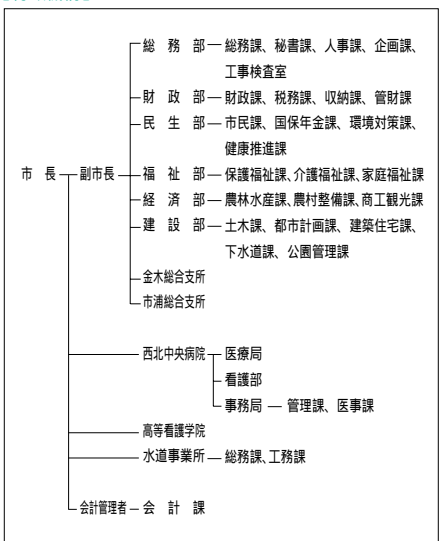 総務部 総務課、秘書課、人事課、企画課、
工事検査室
財政部 財政課、税務課、収納課、管財課
民生部 市民課、国保年金課、環境対策課、
健康推進課
市長 副市長 福祉部 保護福祉課、介護福祉課、家庭福祉課
経済部 農林水産課、農村整備課、商工観光課
建設部 土木課、都市計画課、建築住宅課、
下水道課、公園管理課
金木総合支所
市浦総合支所
西北中央病院 医療局
看護部
事務局 管理課、医事課
高等看護学院
水道事業所 総務課、工務課
会計管理者 会計課